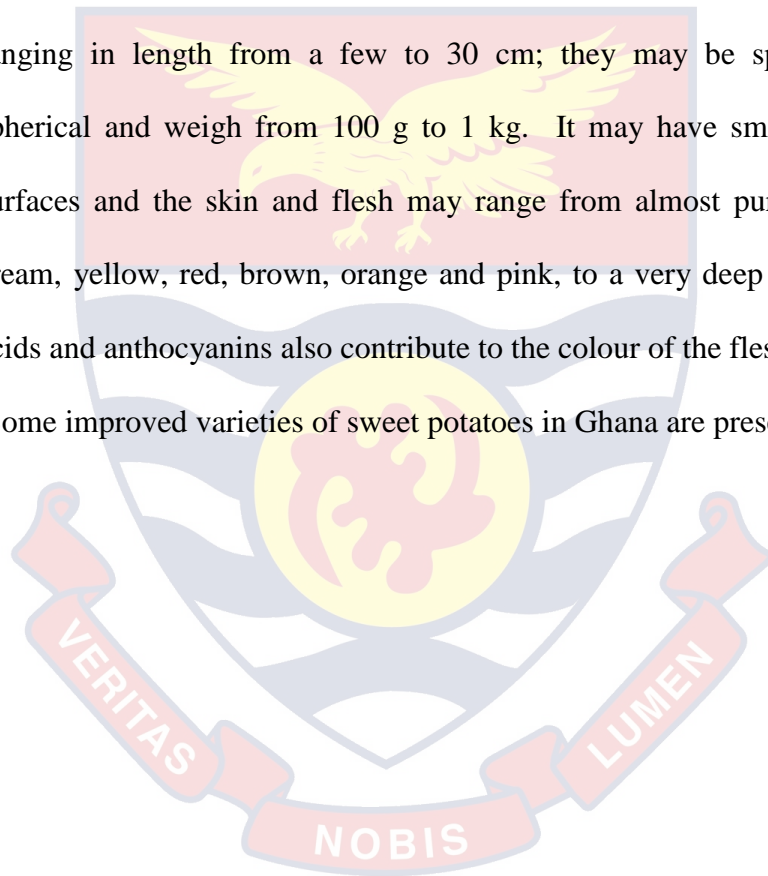 anging in length from a few to 30 cm; they may be sp
pherical and weigh from 100 g to 1 kg. It may have sm
urfaces and the skin and flesh may range from almost pu
ream, yellow, red, brown, orange and pink, to a very deep
cids and anthocyanins also contribute to the colour of the fles
ome improved varieties of sweet potatoes in Ghana are pres
VERITAS
NOBIS
LUMEN